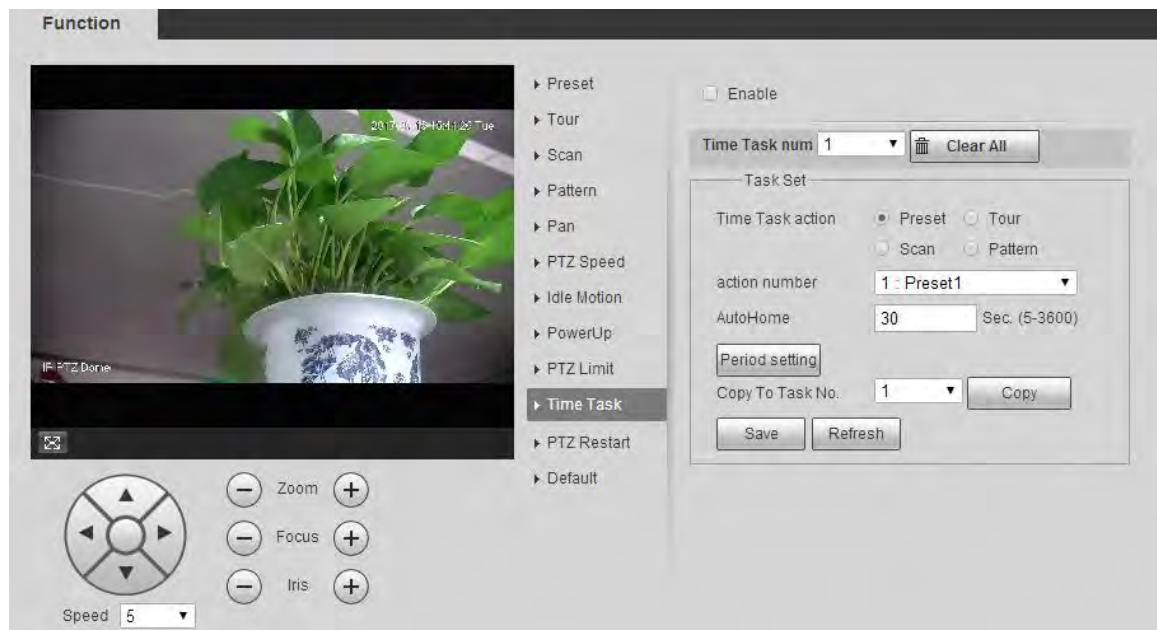 Function
Tue
IP PTZ Dome
Zoom
Focus
Iris
Speed 5
Preset
Tour
Scan
Pattern
Pan
PTZ Speed
Idle Motion
PowerUp
PTZ Limit
Time Task
PTZ Restart
Default
Enable
Time Task num 1 Clear All
Task Set
Time Task action Preset Tour
Scan Pattern
action number 1 : Preset1
AutoHome 30 Sec. (5-3600)
Period setting
Copy To Task No. 1 Copy
Save Refresh